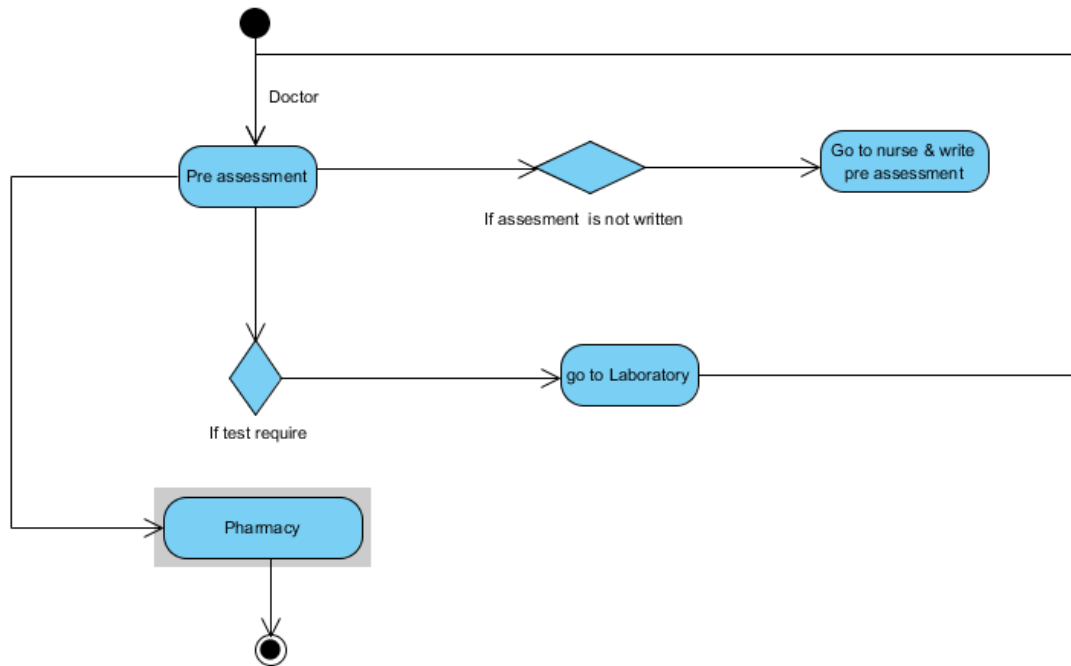 Doctor
Pre assessment
Go to nurse & write
pre assessment
If assesment is not written
go to Laboratory
If test require
Pharmacy